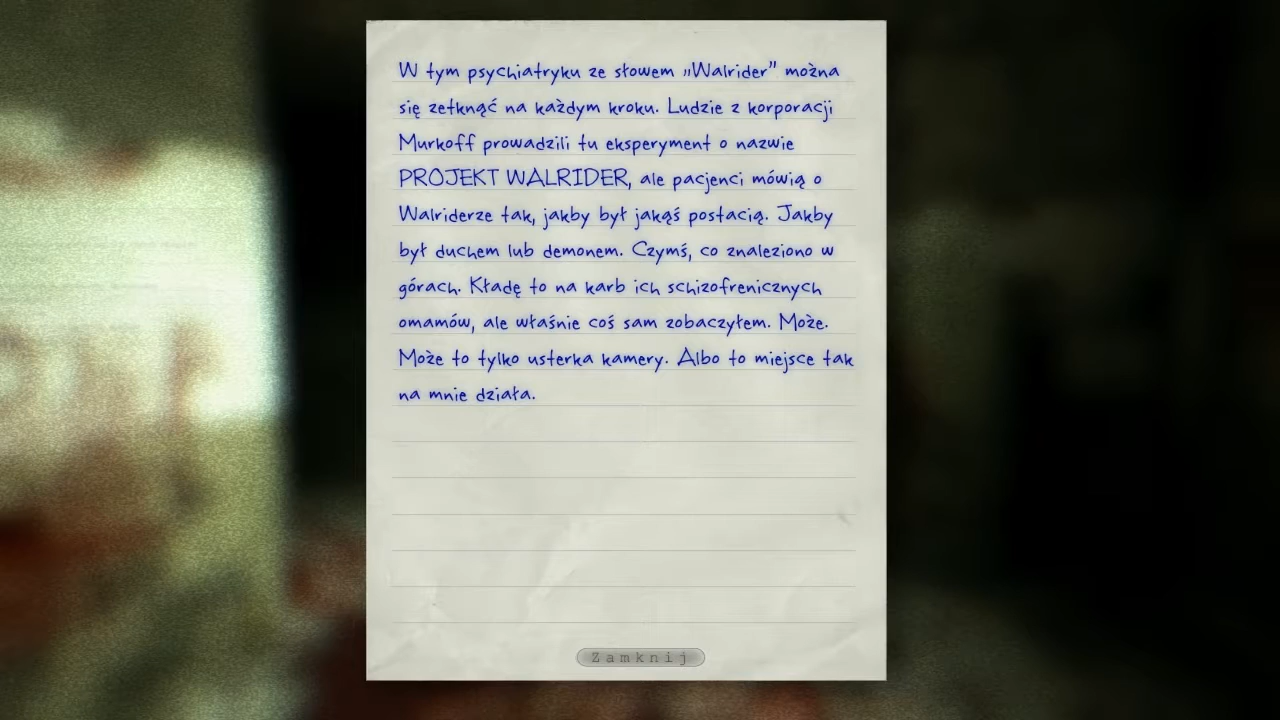 W tym psychiatryku ze słowem „Walrider” można
się zetknąć na każdym kroku. Ludzie z korporacji
Murkoff prowadzili tu eksperyment o nazwie
PROJEKT WALRIDER, ale pacjenci mówią o
Walriderze tak, jakby był jakąś postacią. Jakby
był duchem lub demonem. Czymś, co znaleziono w
górach. Kładę to na karb ich schizofrenicznych
omamów, ale właśnie coś sam zobaczyłem. Może.
Może to tylko usterka kamery. Albo to miejsce tak
na mnie działa.
Zamknij